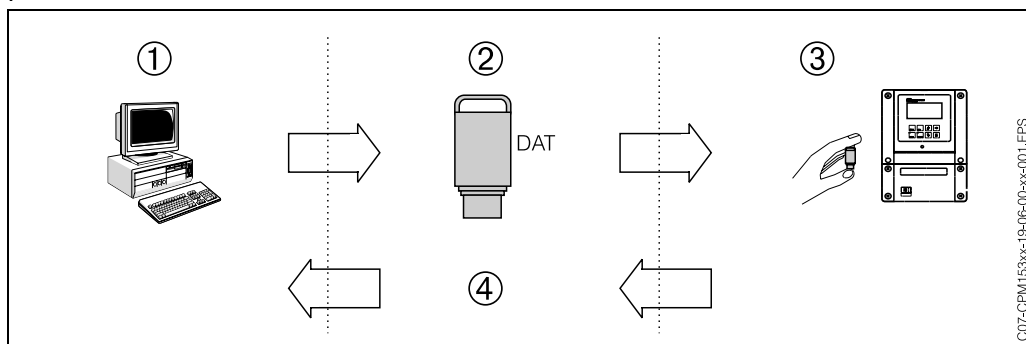 ① ② ③
DAT
④
C07-CPM153xx-19-06-00-xx-001.EPS